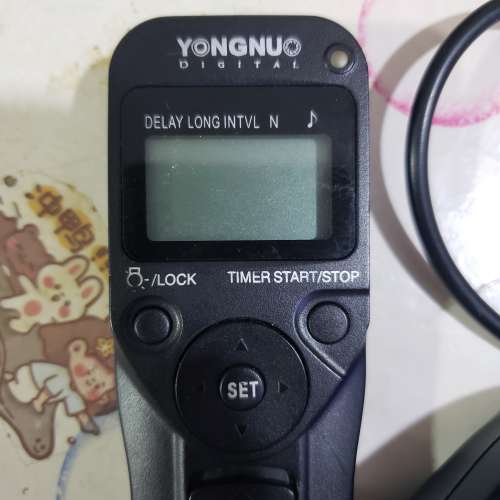 YONGNUO
DIGITAL
DELAY LONG INTVL N ♪
-/LOCK TIMER START/STOP
SET